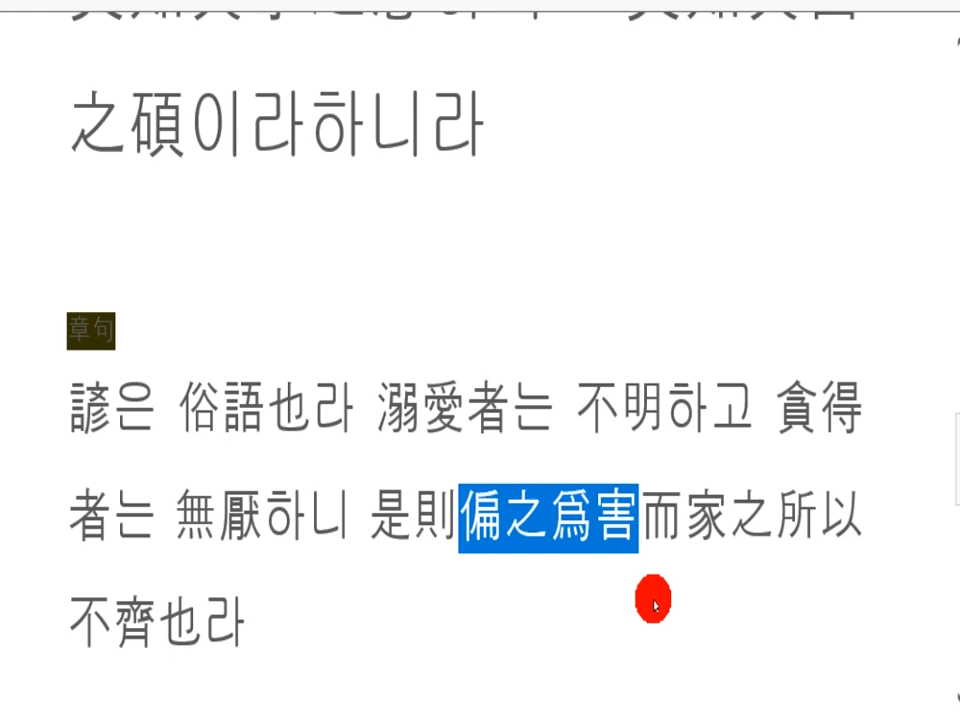 之碩이라하니라
章句
諺은 俗語也라 溺愛者는 不明하고 貪得
者는 無厭하니 是則偏之爲害而家之所以
不齊也라